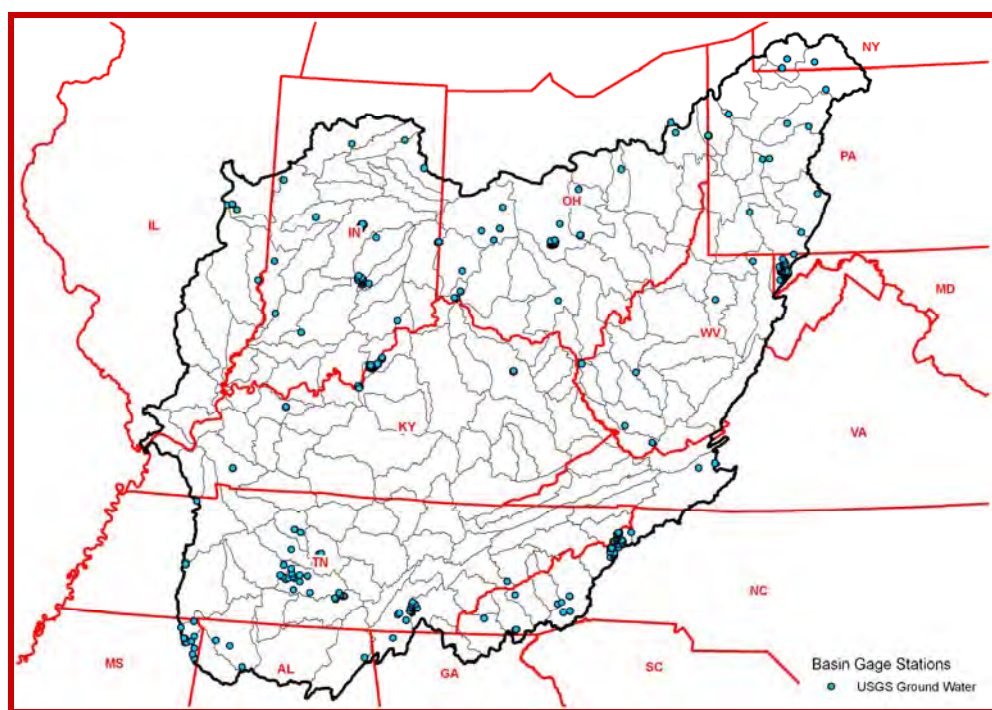 NY
PA
OH
IL
IN
MD
WV
KY
VA
TN
NC
MS
AL
GA
SC
Basin Gage Stations
USGS Ground Water